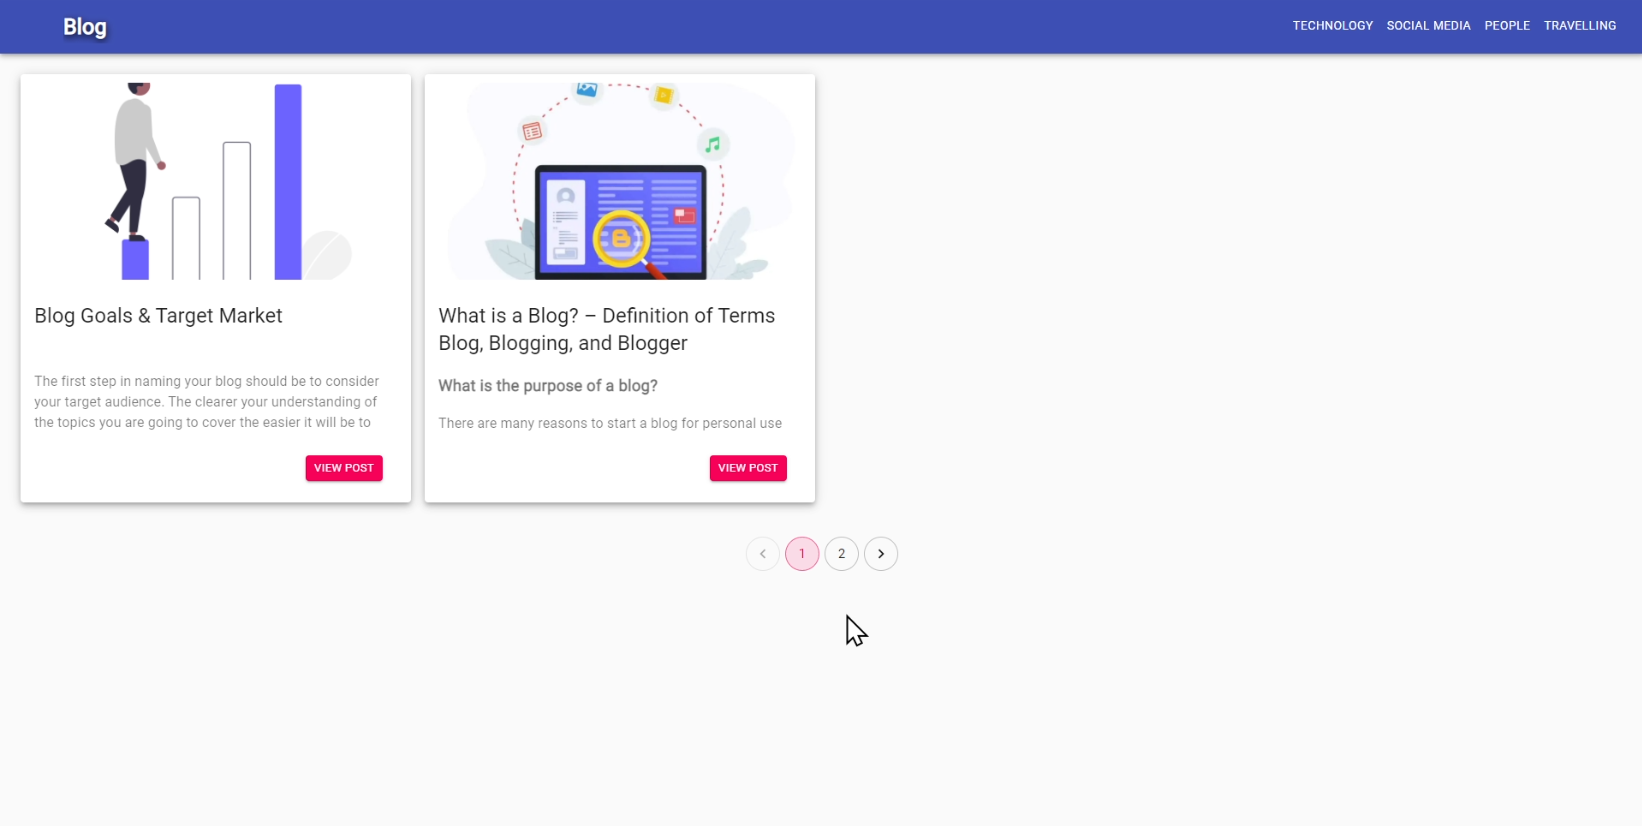 Blog
TECHNOLOGY SOCIAL MEDIA PEOPLE TRAVELLING
Blog Goals & Target Market
The first step in naming your blog should be to consider
your target audience. The clearer your understanding of
the topics you are going to cover the easier it will be to
VIEW POST
What is a Blog? – Definition of Terms
Blog, Blogging, and Blogger
What is the purpose of a blog?
There are many reasons to start a blog for personal use
VIEW POST
1 2